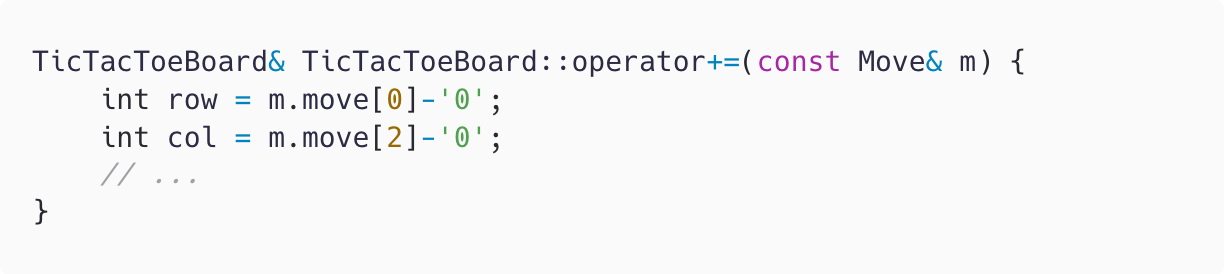 TicTacToeBoard& TicTacToeBoard::operator+=(const Move& m) {
    int row = m.move[0]-'0';
    int col = m.move[2]-'0';
    // ...
}